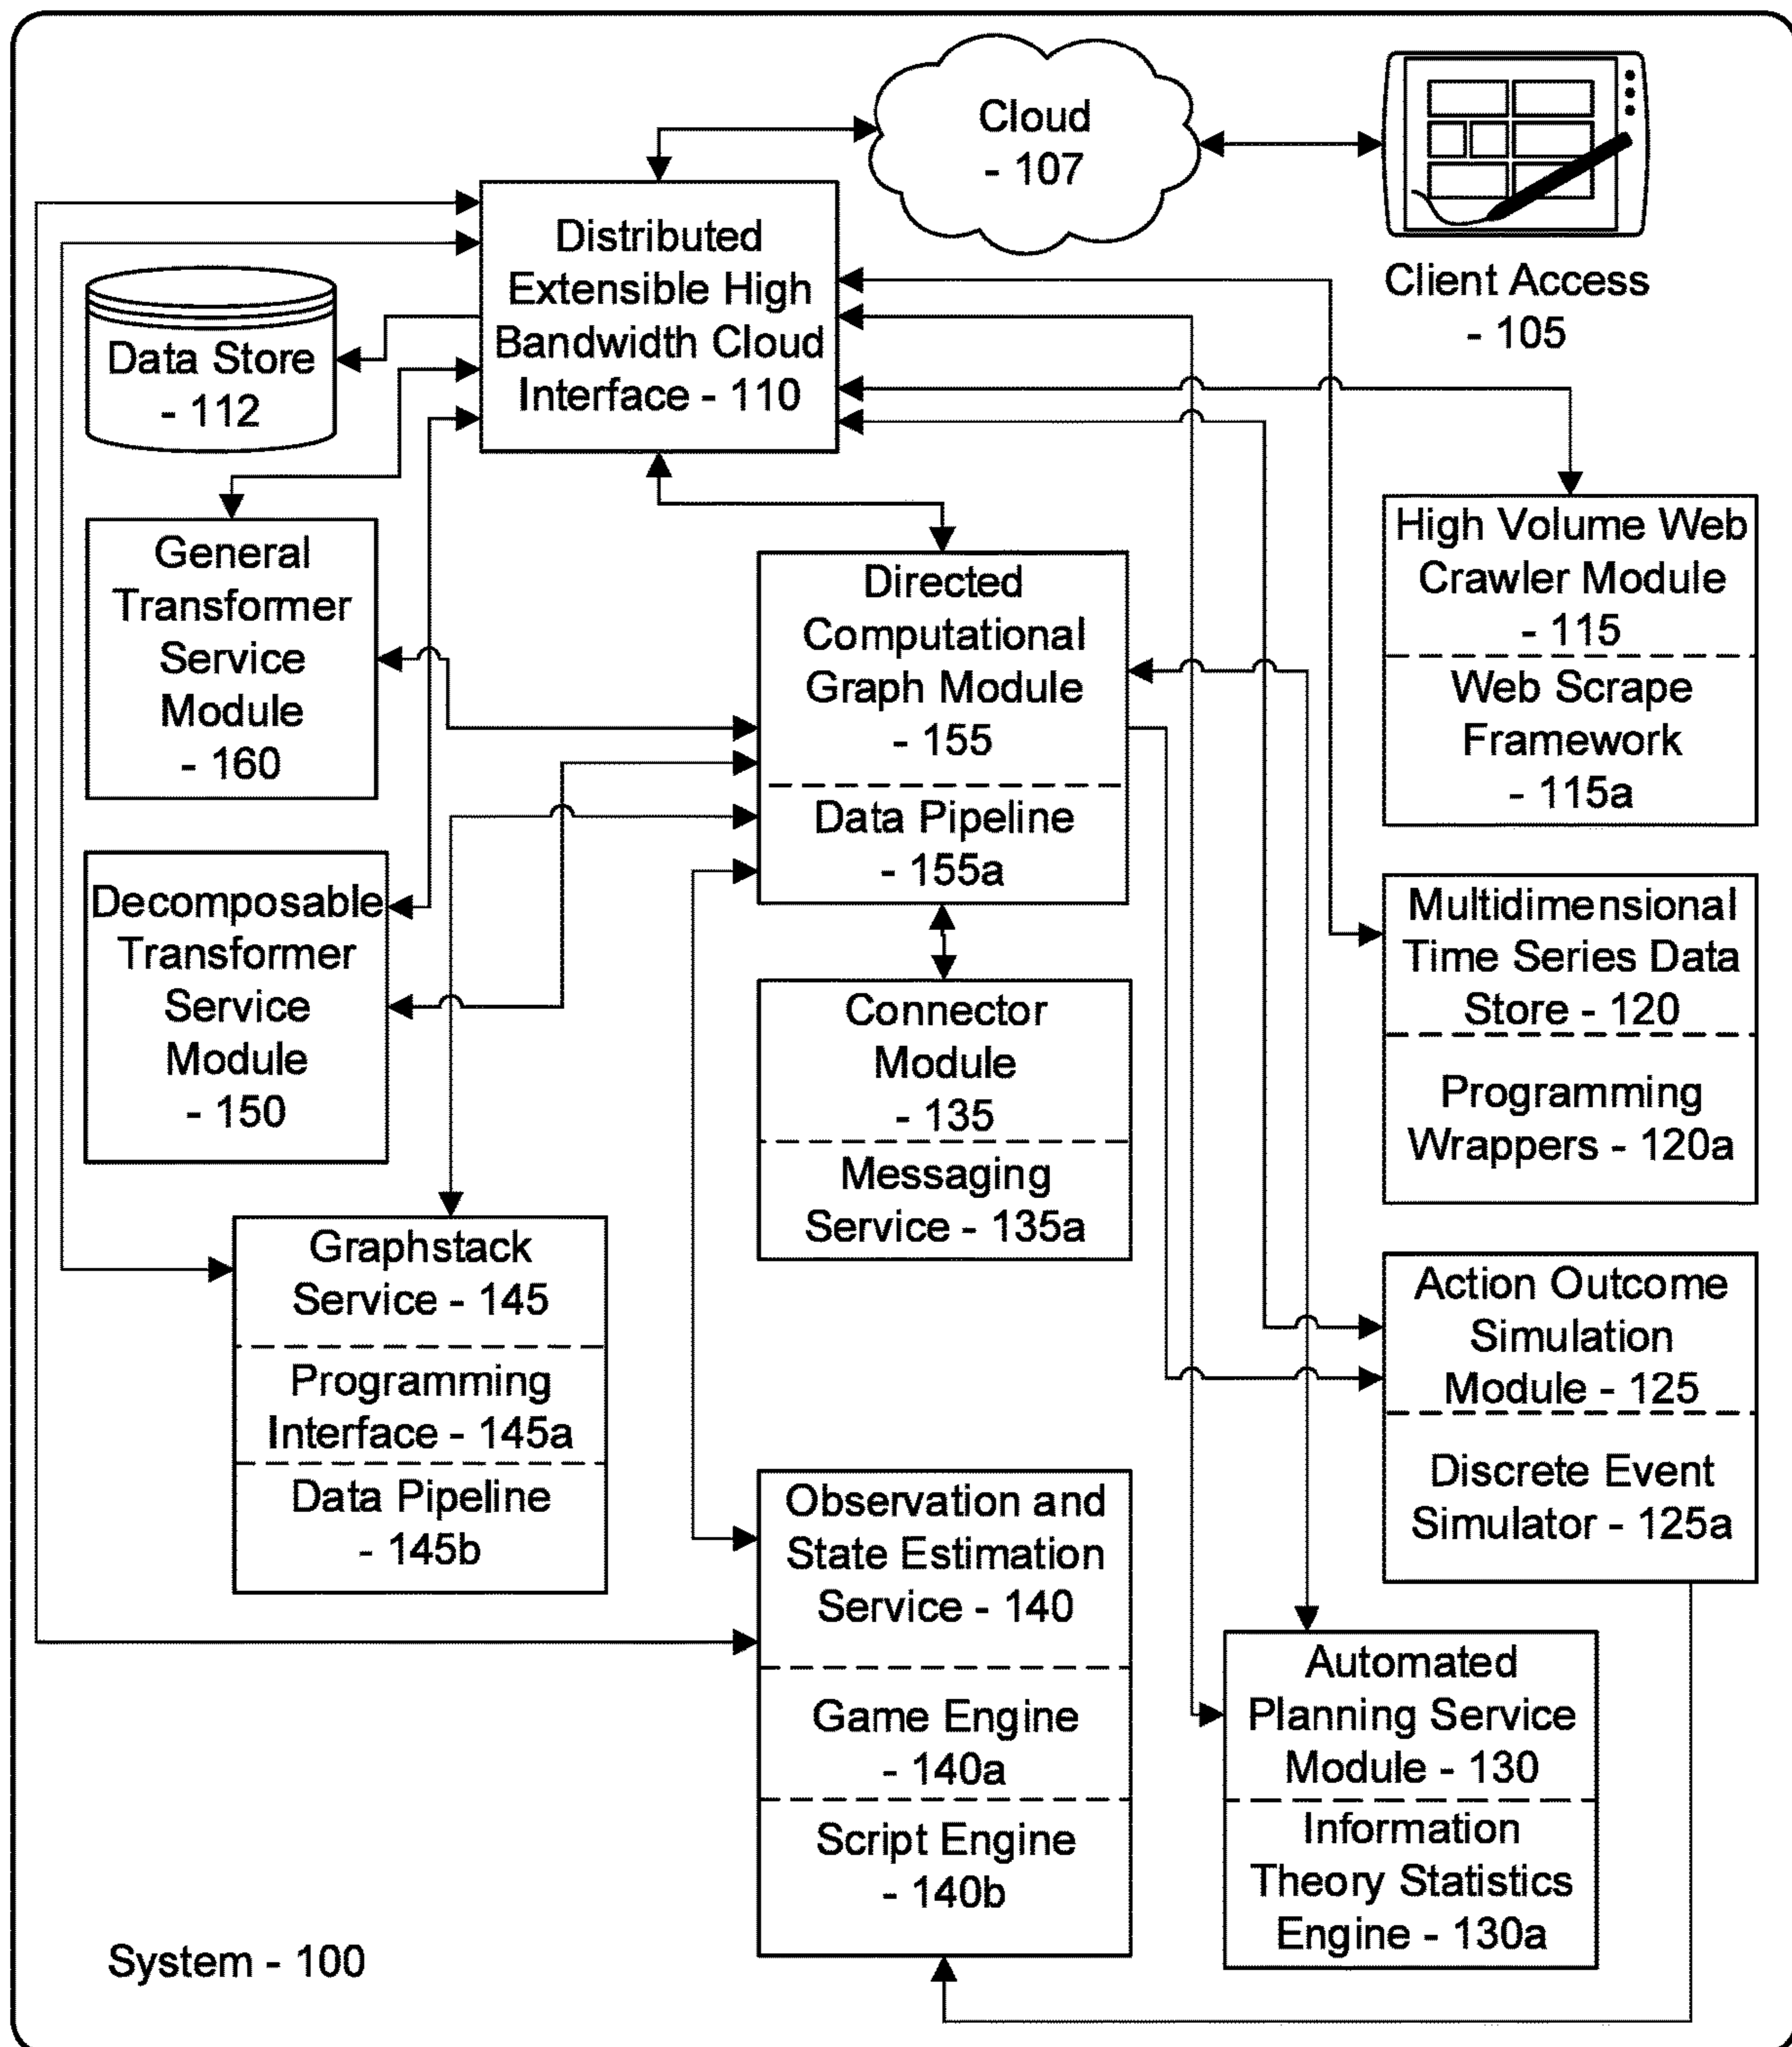 Cloud
- 107
Client Access
- 105
Distributed
Extensible High
Bandwidth Cloud
Interface - 110
Data Store
- 112
General
Transformer
Service
Module
- 160
Directed
Computational
Graph Module
- 155
Data Pipeline
- 155a
High Volume Web
Crawler Module
- 115
Web Scrape
Framework
- 115a
Decomposable
Transformer
Service
Module
- 150
Connector
Module
- 135
Messaging
Service - 135a
Multidimensional
Time Series Data
Store - 120
Programming
Wrappers - 120a
Graphstack
Service - 145
Programming
Interface - 145a
Data Pipeline
- 145b
Action Outcome
Simulation
Module - 125
Discrete Event
Simulator - 125a
Observation and
State Estimation
Service - 140
Game Engine
- 140a
Script Engine
- 140b
Automated
Planning Service
Module - 130
Information
Theory Statistics
Engine - 130a
System - 100